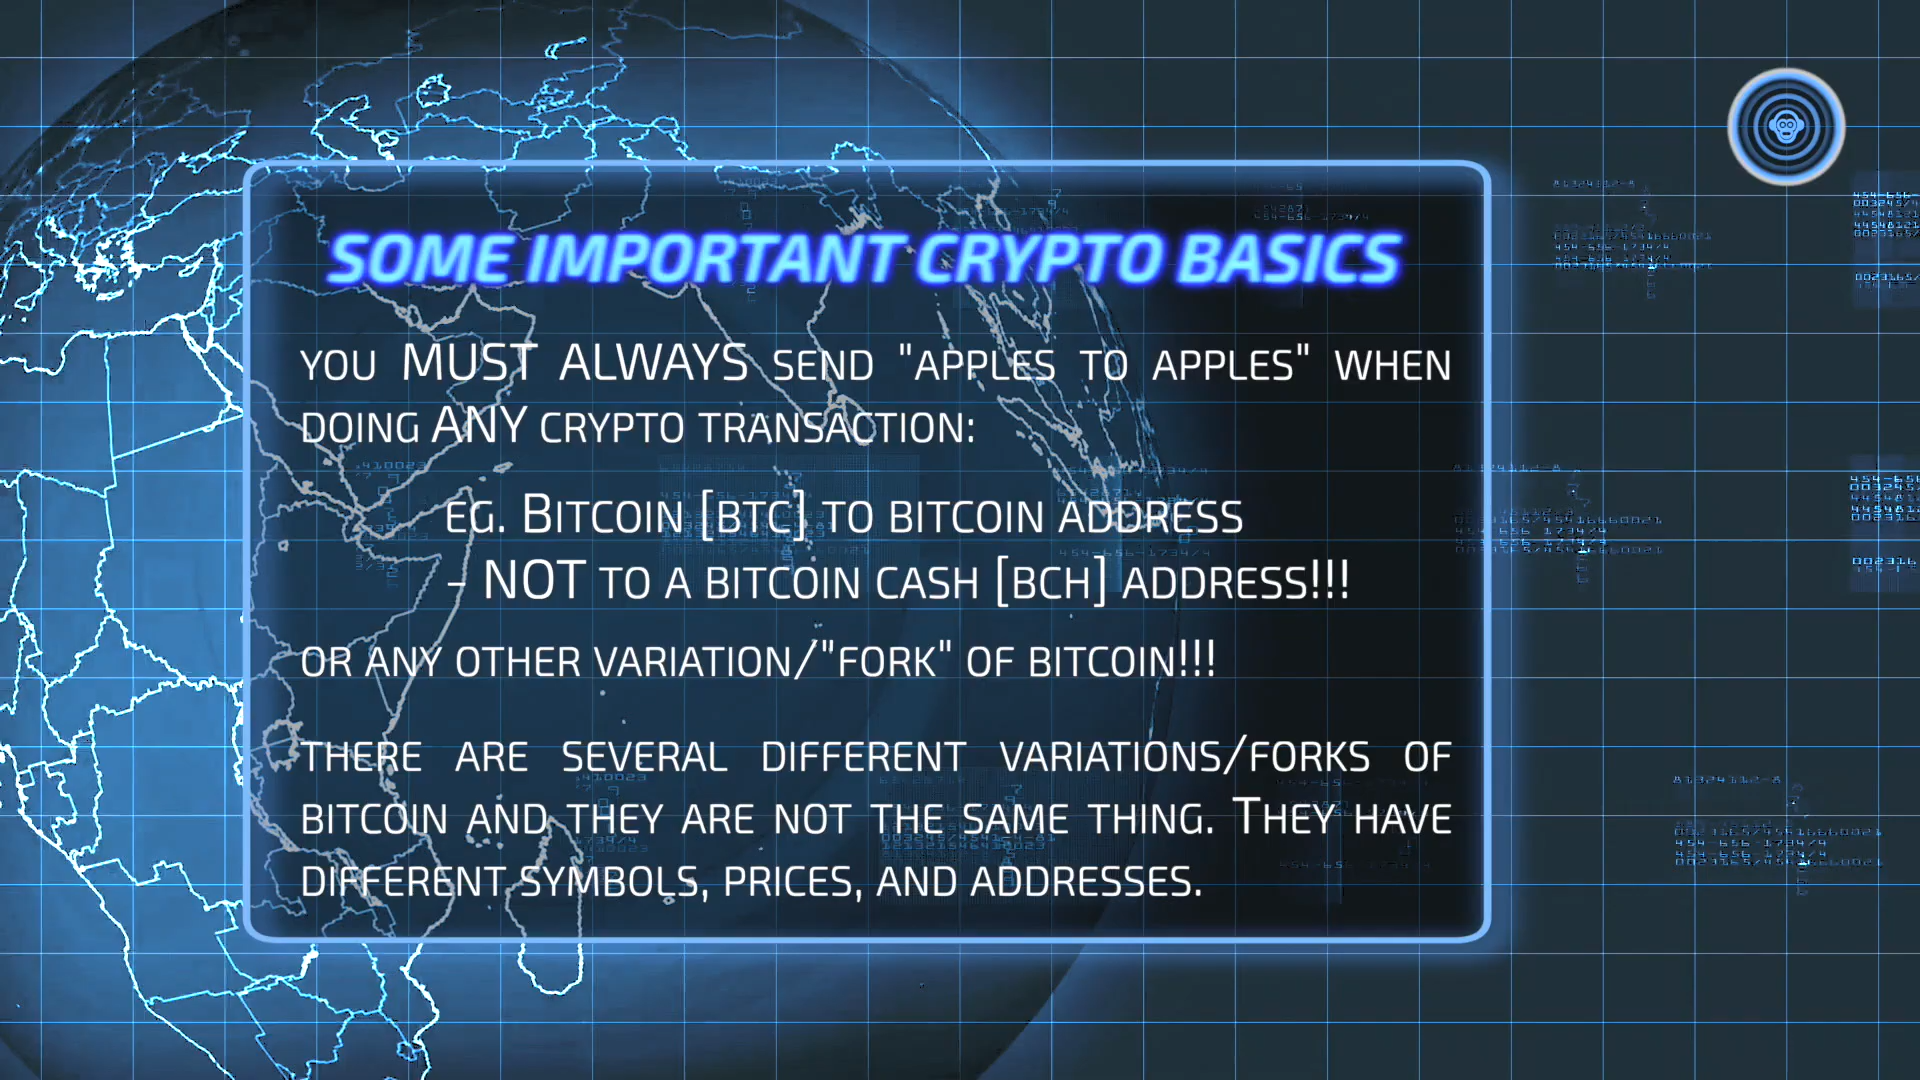 SOME IMPORTANT CRYPTO BASICS
YOU MUST ALWAYS SEND "APPLES TO APPLES" WHEN
DOING ANY CRYPTO TRANSACTION:
EG. BITCOIN [BTC] TO BITCOIN ADDRESS
- NOT TO A BITCOIN CASH [BCH] ADDRESS!!!
OR ANY OTHER VARIATION/"FORK" OF BITCOIN!!!
THERE ARE SEVERAL DIFFERENT VARIATIONS/FORKS OF
BITCOIN AND THEY ARE NOT THE SAME THING. THEY HAVE
DIFFERENT SYMBOLS, PRICES, AND ADDRESSES.